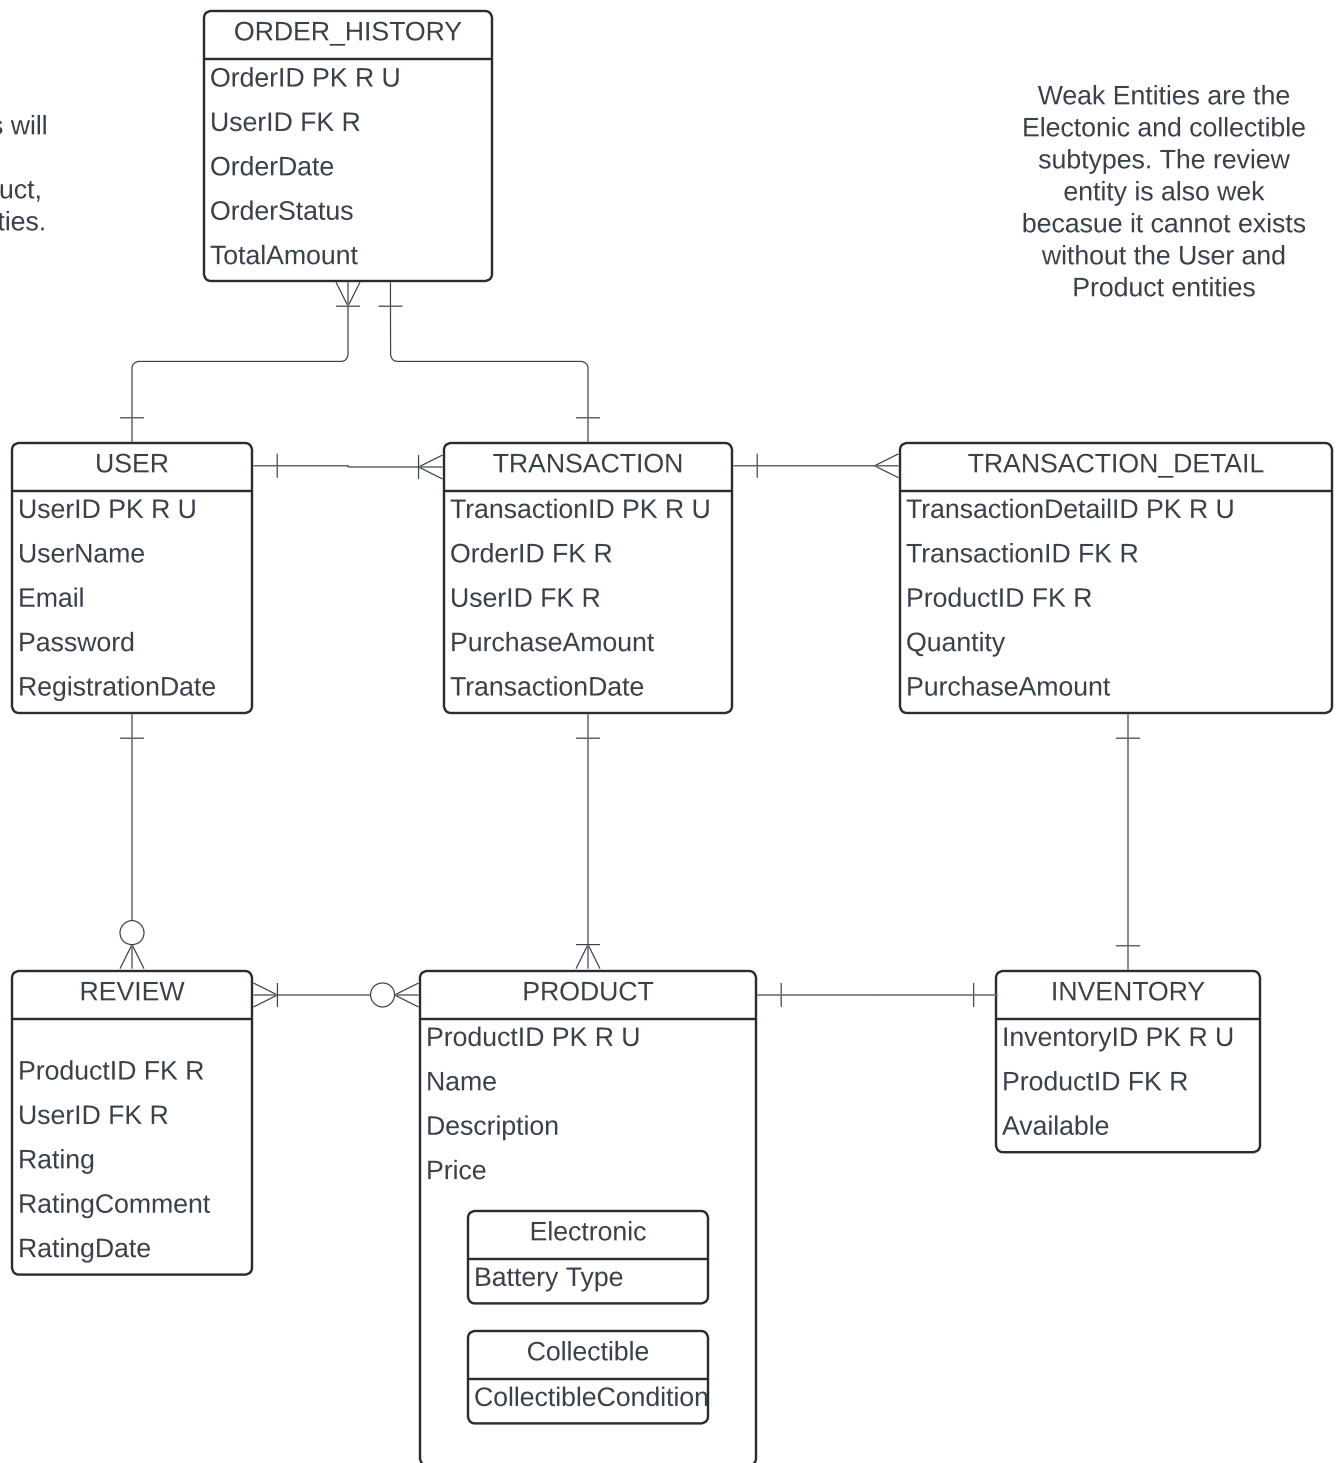 ORDER_HISTORY
OrderID PK R U
UserID FK R
OrderDate
OrderStatus
TotalAmount
s will
uct,
ties.
Weak Entities are the
Electonic and collectible
subtypes. The review
entity is also wek
becasue it cannot exists
without the User and
Product entities
USER
UserID PK R U
UserName
Email
Password
RegistrationDate
TRANSACTION
TransactionID PK R U
OrderID FK R
UserID FK R
PurchaseAmount
TransactionDate
TRANSACTION_DETAIL
TransactionDetailID PK R U
TransactionID FK R
ProductID FK R
Quantity
PurchaseAmount
REVIEW
ProductID FK R
UserID FK R
Rating
RatingComment
RatingDate
PRODUCT
ProductID PK R U
Name
Description
Price
Electronic
Battery Type
Collectible
CollectibleCondition
INVENTORY
InventoryID PK R U
ProductID FK R
Available